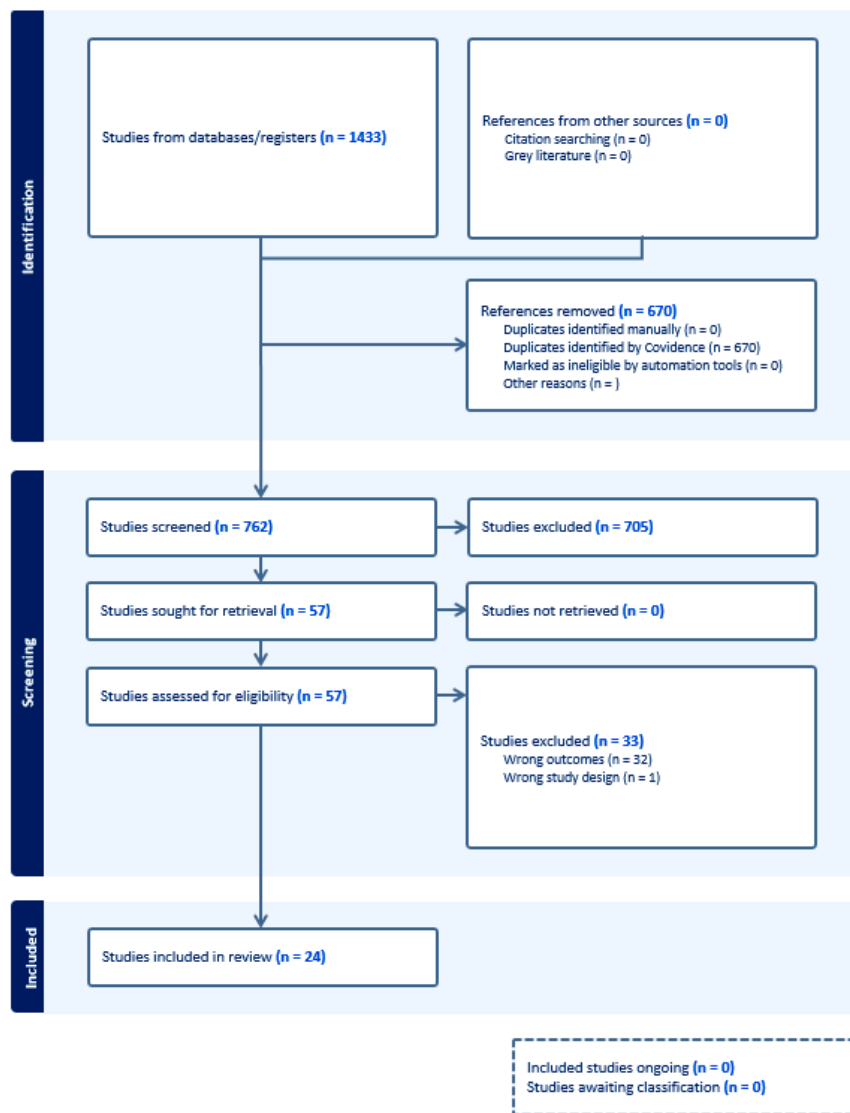 Identification
Studies from databases/registers (n = 1433)
References from other sources (n = 0)
Citation searching (n = 0)
Grey literature (n = 0)
References removed (n = 670)
Duplicates identified manually (n = 0)
Duplicates identified by Covidence (n = 670)
Marked as ineligible by automation tools (n = 0)
Other reasons (n = )
Screening
Studies screened (n = 762)
Studies excluded (n = 705)
Studies sought for retrieval (n = 57)
Studies not retrieved (n = 0)
Studies assessed for eligibility (n = 57)
Studies excluded (n = 33)
Wrong outcomes (n = 32)
Wrong study design (n = 1)
Included
Studies included in review (n = 24)
Included studies ongoing (n = 0)
Studies awaiting classification (n = 0)